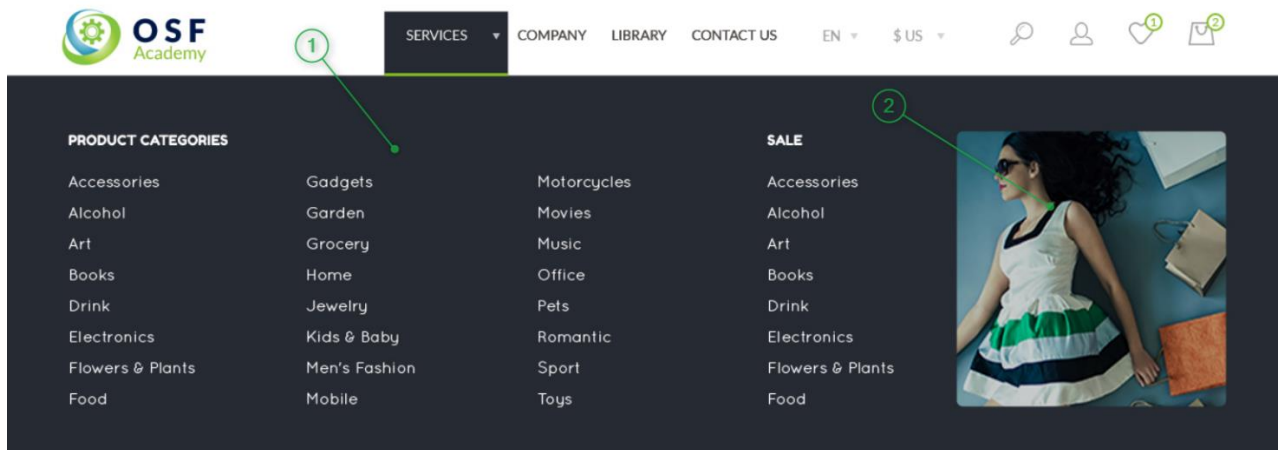 OSF
Academy
1
SERVICES ▼ COMPANY LIBRARY CONTACT US EN ▼ $ US ▼ 1 2
2
PRODUCT CATEGORIES SALE
Accessories Gadgets Motorcycles Accessories
Alcohol Garden Movies Alcohol
Art Grocery Music Art
Books Home Office Books
Drink Jewelry Pets Drink
Electronics Kids & Baby Romantic Electronics
Flowers & Plants Men's Fashion Sport Flowers & Plants
Food Mobile Toys Food